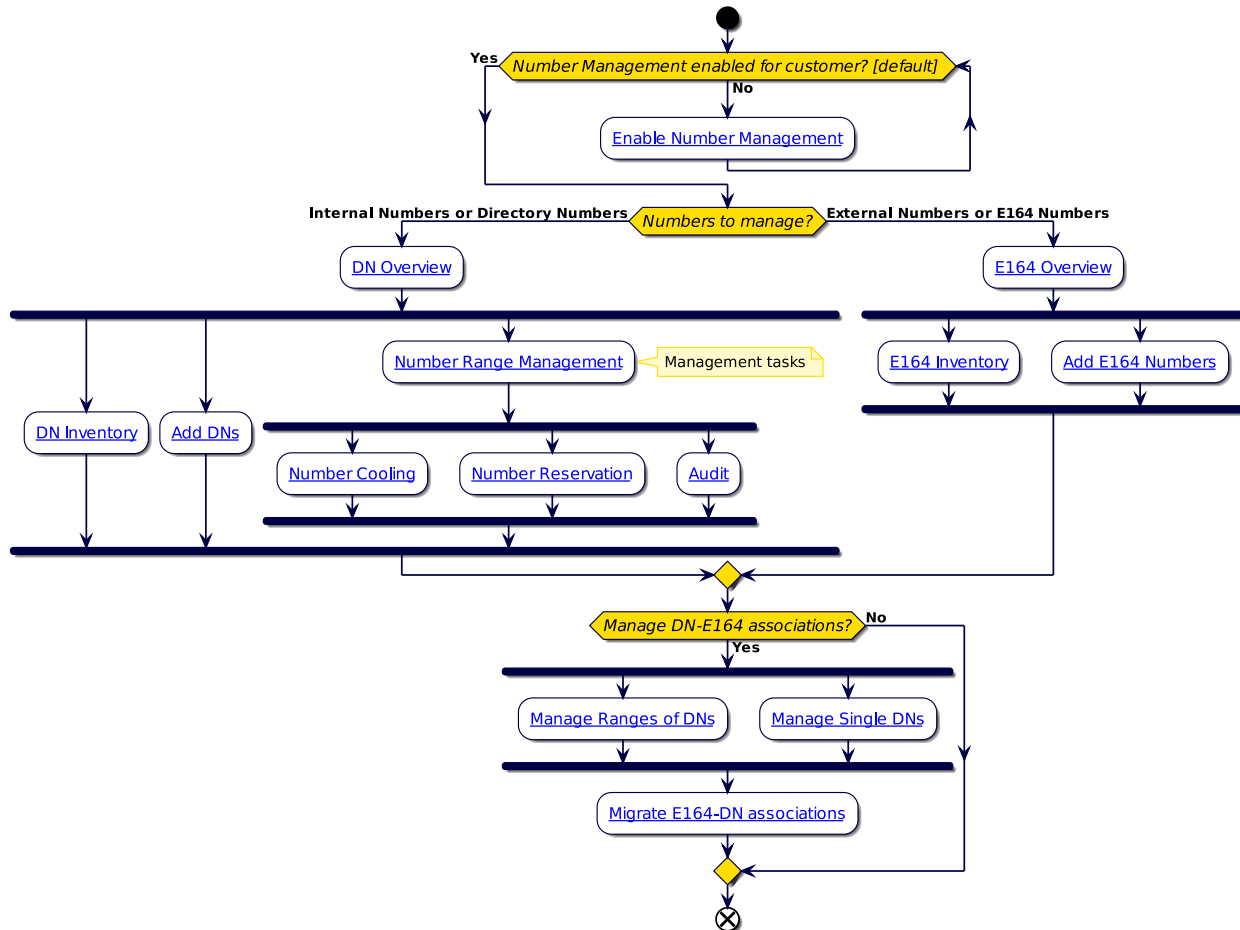 Yes
Number Management enabled for customer? [default]
No
Enable Number Management
Internal Numbers or Directory Numbers
Numbers to manage?
External Numbers or E164 Numbers
DN Overview
E164 Overview
Number Range Management
Management tasks
E164 Inventory
Add E164 Numbers
DN Inventory
Add DNs
Number Cooling
Number Reservation
Audit
Manage DN-E164 associations?
No
Yes
Manage Ranges of DNs
Manage Single DNs
Migrate E164-DN associations